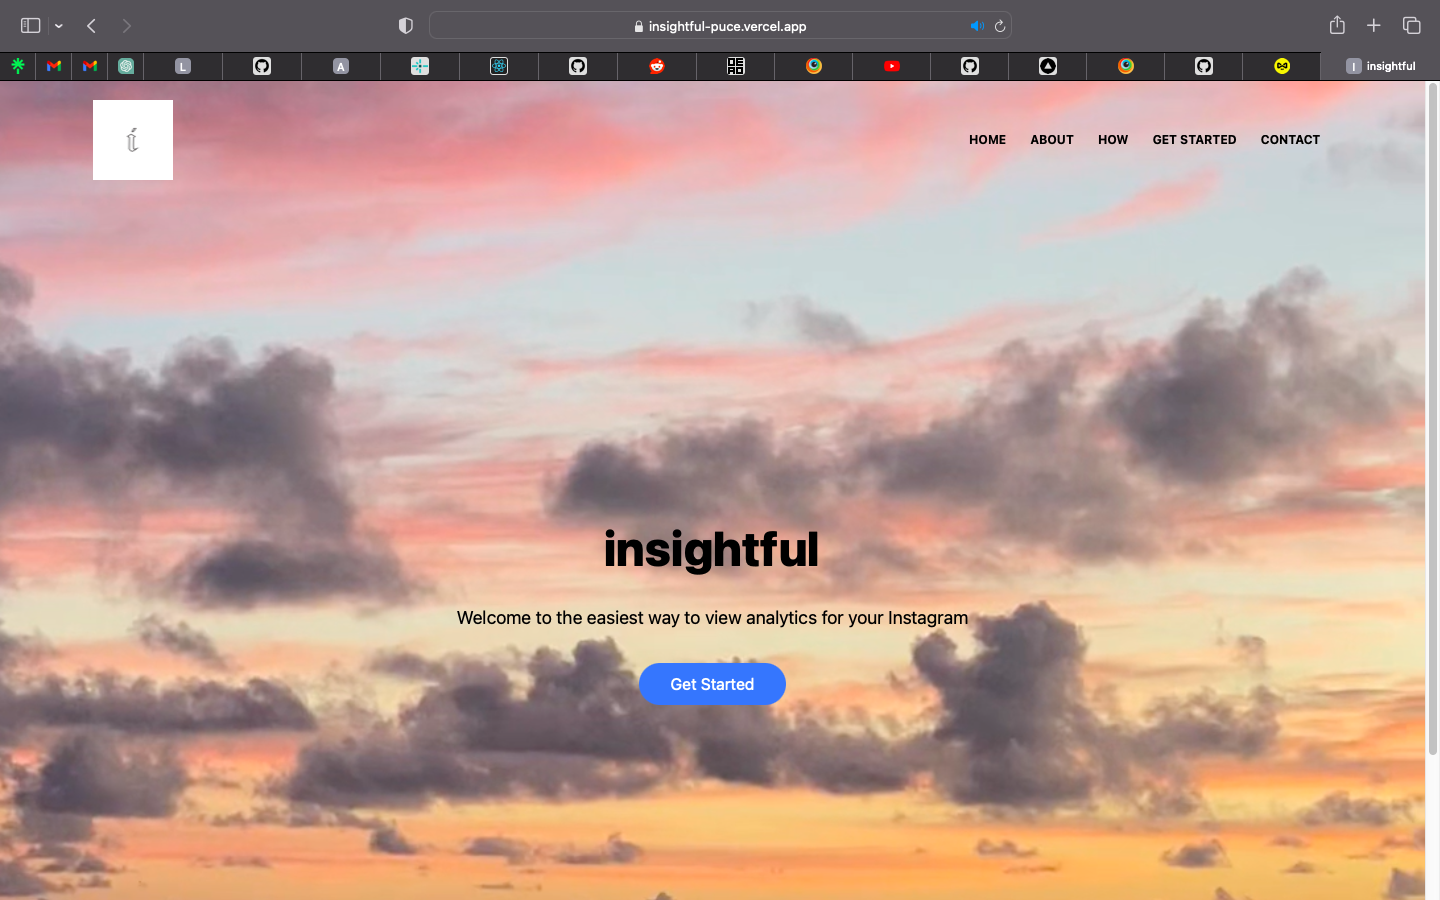 insightful-puce.vercel.app
L
A
I insightful
í
HOME ABOUT HOW GET STARTED CONTACT
insightful
Welcome to the easiest way to view analytics for your Instagram
Get Started